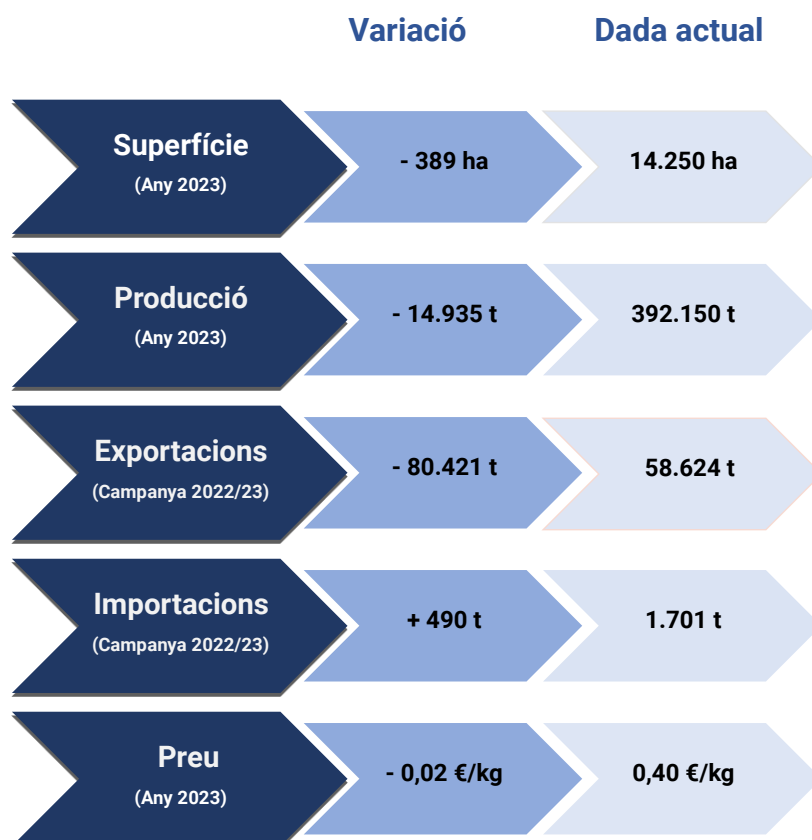 Variació Dada actual
Superfície
(Any 2023)
- 389 ha
14.250 ha
Producció
(Any 2023)
- 14.935 t
392.150 t
Exportacions
(Campanya 2022/23)
- 80.421 t
58.624 t
Importacions
(Campanya 2022/23)
+ 490 t
1.701 t
Preu
(Any 2023)
- 0,02 €/kg
0,40 €/kg